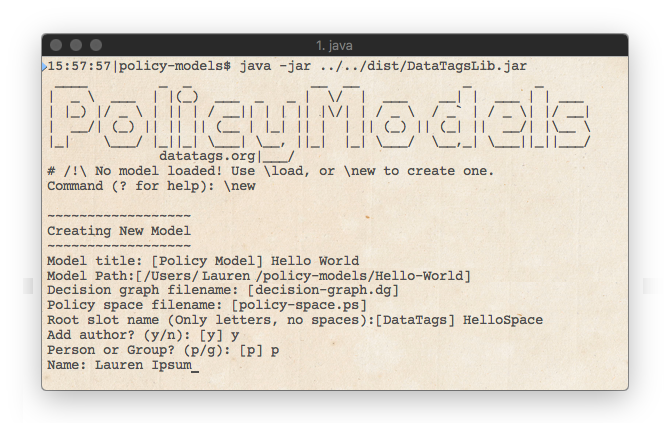 1. java
15:57:57|policy-models$ java -jar ../../dist/DataTagsLib.jar
PolicyModels
datatags.org
# /!\ No model loaded! Use \load, or \new to create one.
Command (? for help): \new
~~~~~~~~~~~~~~~~~~
Creating New Model
~~~~~~~~~~~~~~~~~~
Model title: [Policy Model] Hello World
Model Path:[/Users/ Lauren /policy-models/Hello-World]
Decision graph filename: [decision-graph.dg]
Policy space filename: [policy-space.ps]
Root slot name (Only letters, no spaces):[DataTags] HelloSpace
Add author? (y/n): [y] y
Person or Group? (p/g): [p] p
Name: Lauren Ipsum_